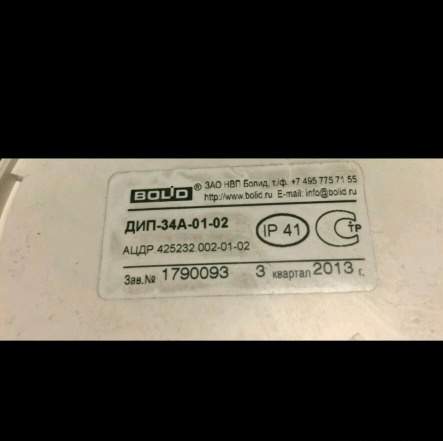 BOLID® ЗАО НВП Болид, т./ф. +7 495 775 71 55
http://www.bolid.ru E-mail: info@bolid.ru
ДИП-34А-01-02
АЦДР 425232.002-01-02
IP 41
С ТР
Зав.№ 1790093 3 квартал 2013 г.